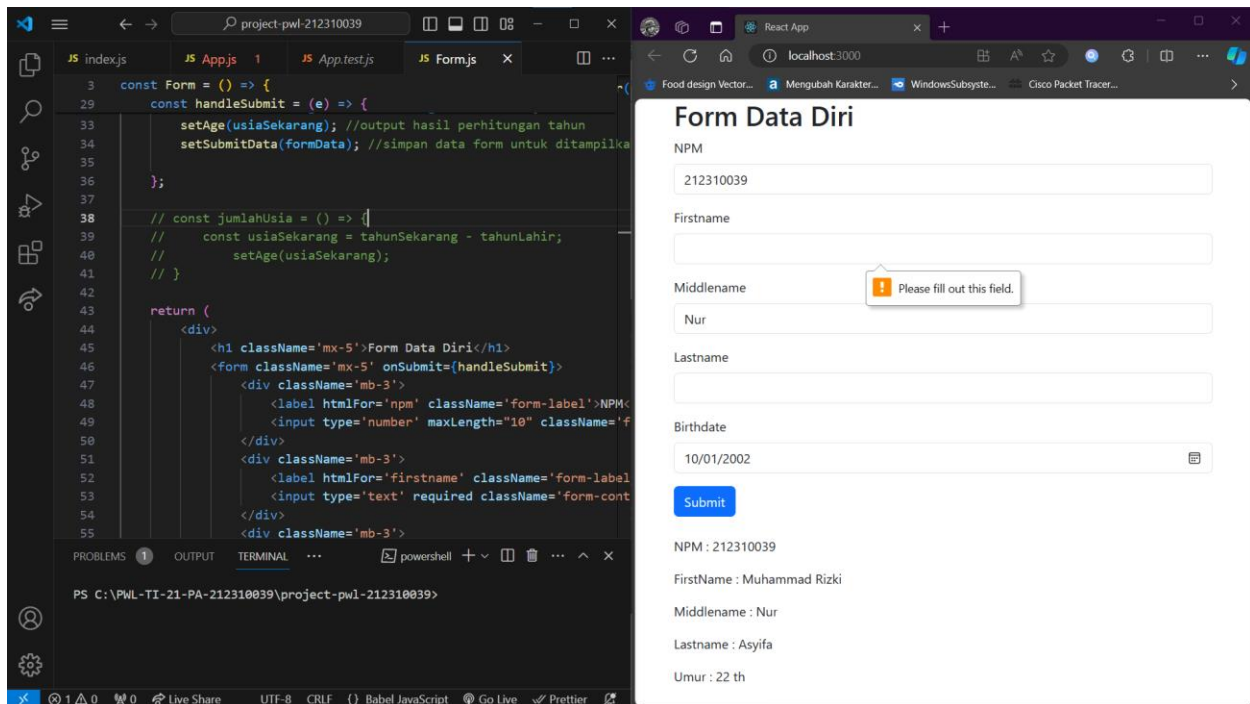 project-pwl-212310039
JS index.js
JS App.js 1
JS App.test.js
JS Form.js
3 const Form = () => {
29 const handleSubmit = (e) => {
33 setAge(usiaSekarang); //output hasil perhitungan tahun
34 setSubmitData(formData); //simpan data form untuk ditampilka
35
36 };
37
38 // const jumlahUsia = () => {
39 // const usiaSekarang = tahunSekarang - tahunLahir;
40 // setAge(usiaSekarang);
41 // }
42
43 return (
44 <div>
45 <h1 className='mx-5'>Form Data Diri</h1>
46 <form className='mx-5' onSubmit={handleSubmit}>
47 <div className='mb-3'>
48 <label htmlFor='npm' className='form-label'>NPM<
49 <input type='number' maxLength="10" className='f
50 </div>
51 <div className='mb-3'>
52 <label htmlFor='firstname' className='form-label
53 <input type='text' required className='form-cont
54 </div>
55 <div className='mb-3'>
PROBLEMS 1 OUTPUT TERMINAL ··· powershell
PS C:\PWL-TI-21-PA-212310039\project-pwl-212310039>
1 0 0 Live Share UTF-8 CRLF {} Babel JavaScript Go Live Prettier
React App
localhost:3000
Food design Vector...
Mengubah Karakter...
WindowsSubsyste...
Cisco Packet Tracer...
Form Data Diri
NPM
212310039
Firstname
Please fill out this field.
Middlename
Nur
Lastname
Birthdate
10/01/2002
Submit
NPM : 212310039
FirstName : Muhammad Rizki
Middlename : Nur
Lastname : Asyifa
Umur : 22 th